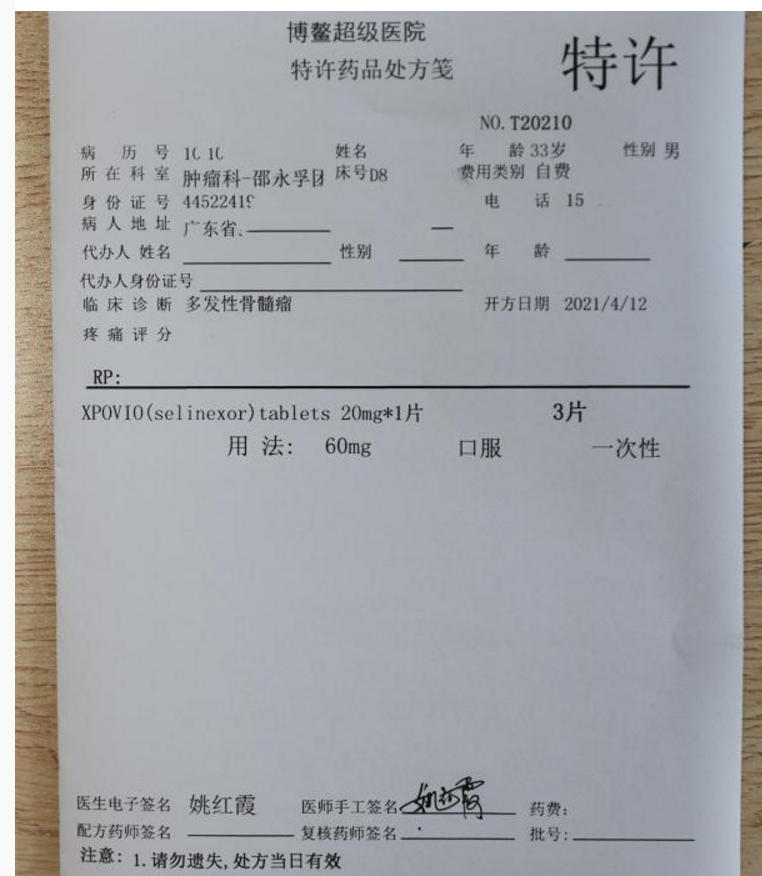 博鳌超级医院
特许药品处方笺
特许
NO. T20210
病 历 号 10 10 姓名 年 龄 33岁 性别 男
所 在 科 室 肿瘤科-邵永孚团 床号D8 费用类别 自费
身 份 证 号 44522419 电 话 15
病 人 地 址 广东省
代办人 姓名 性别 年 龄
代办人身份证号
临 床 诊 断 多发性骨髓瘤 开方日期 2021/4/12
疼 痛 评 分
RP:
XPOVIO(selinexor)tablets 20mg*1片 3片
用 法: 60mg 口服 一次性
医生电子签名 姚红霞 医师手工签名 姚红霞 药费:
配方药师签名 复核药师签名 批号:
注意: 1. 请勿遗失, 处方当日有效